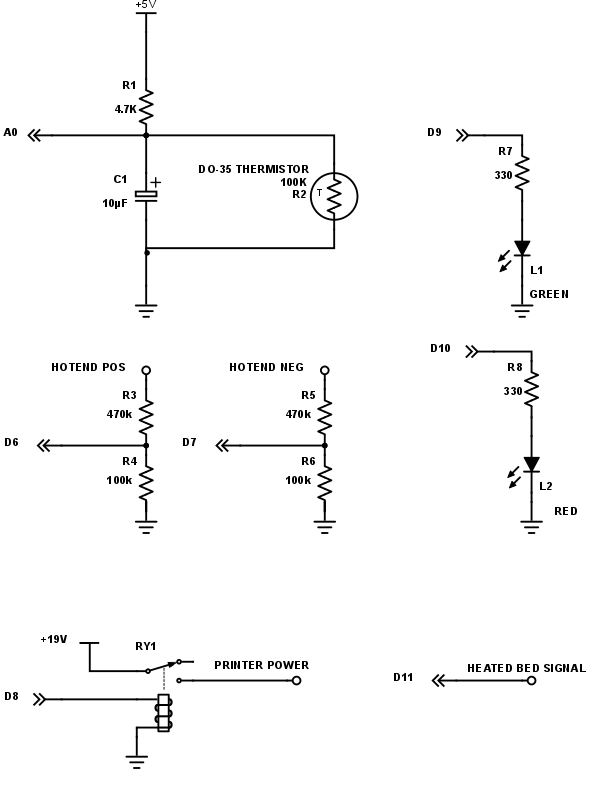 +5V
R1
4.7K
A0
D9
R7
330
C1
10µF
DO-35 THERMISTOR
100K
R2
T
L1
GREEN
D10
R8
330
L2
RED
HOTEND POS
R3
470k
D6
R4
100k
HOTEND NEG
R5
470k
D7
R6
100k
+19V
RY1
PRINTER POWER
D8
D11
HEATED BED SIGNAL